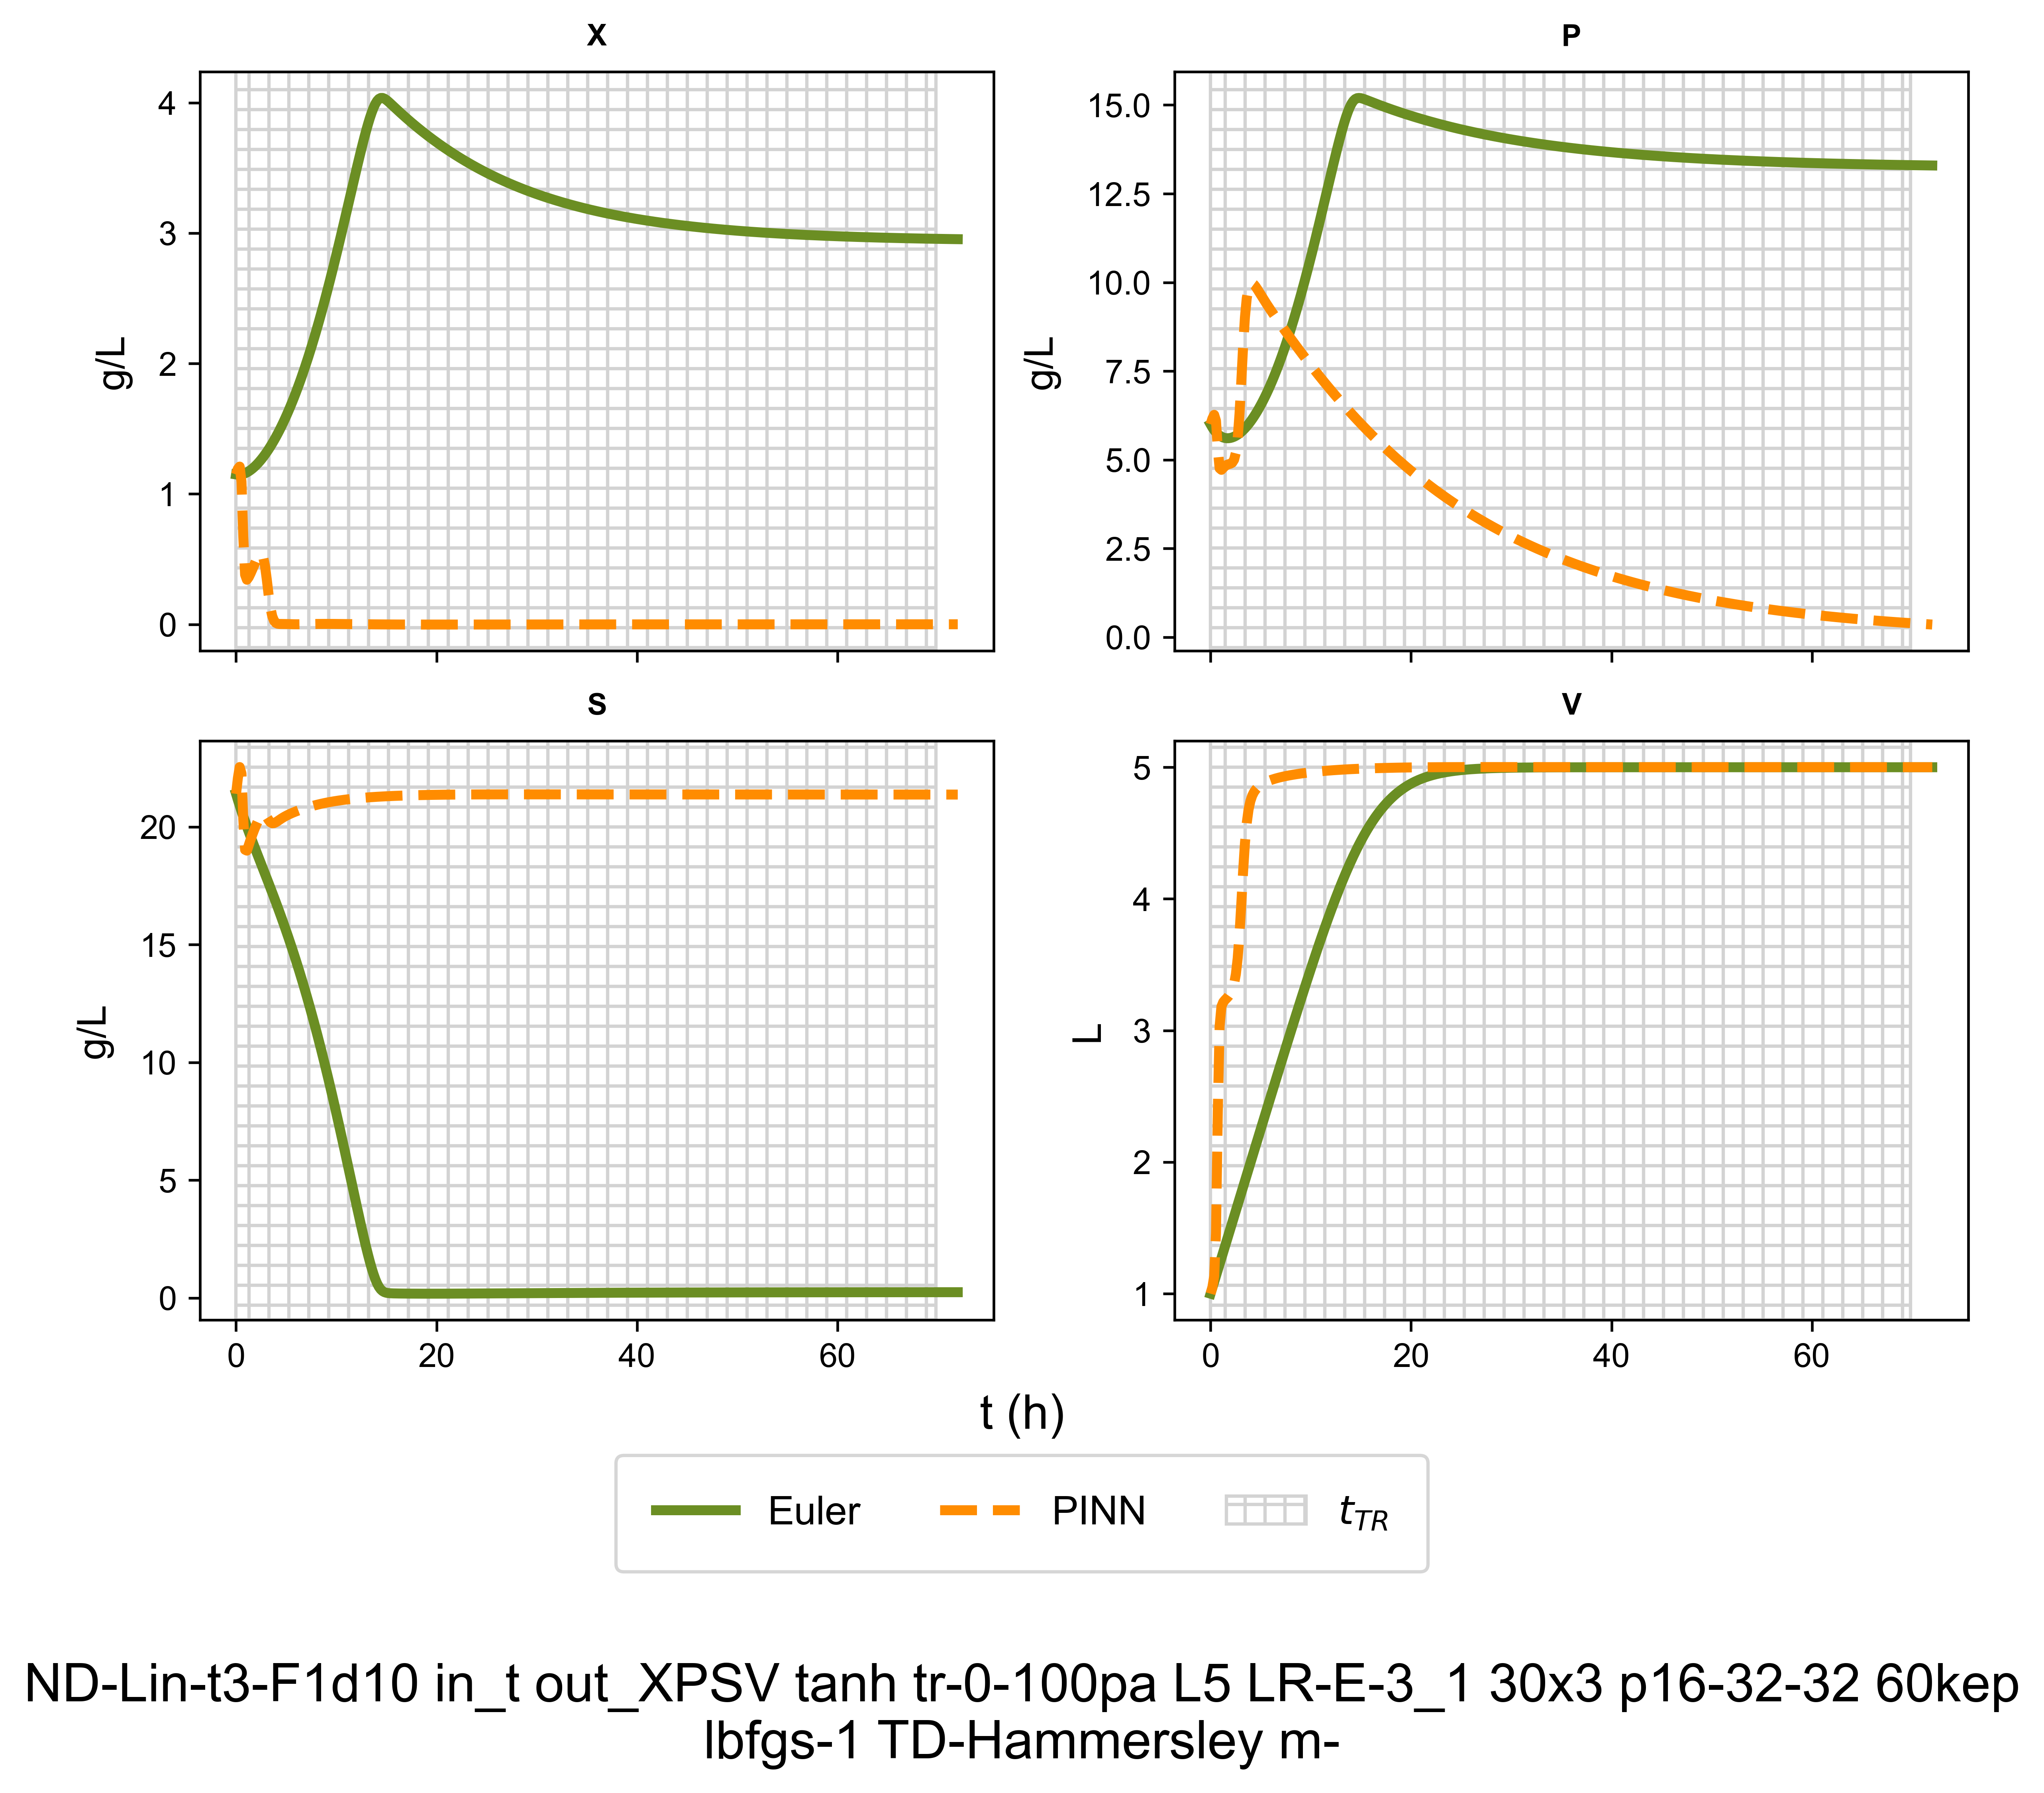 X
4
3
2
1
0
g/L
P
15.0
12.5
10.0
7.5
5.0
2.5
0.0
g/L
S
20
15
10
5
0
g/L
0 20 40 60
V
5
4
3
2
1
L
0 20 40 60
t (h)
Euler PINN t_TR
ND-Lin-t3-F1d10 in_t out_XPSV tanh tr-0-100pa L5 LR-E-3_1 30x3 p16-32-32 60kep
lbfgs-1 TD-Hammersley m-